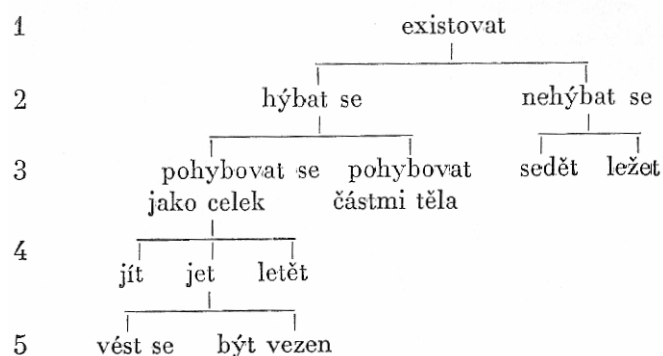 1 existovat
2 hýbat se nehýbat se
3 pohybovat se pohybovat sedět ležet
jako celek částmi těla
4
jít jet letět
5 vést se být vezen